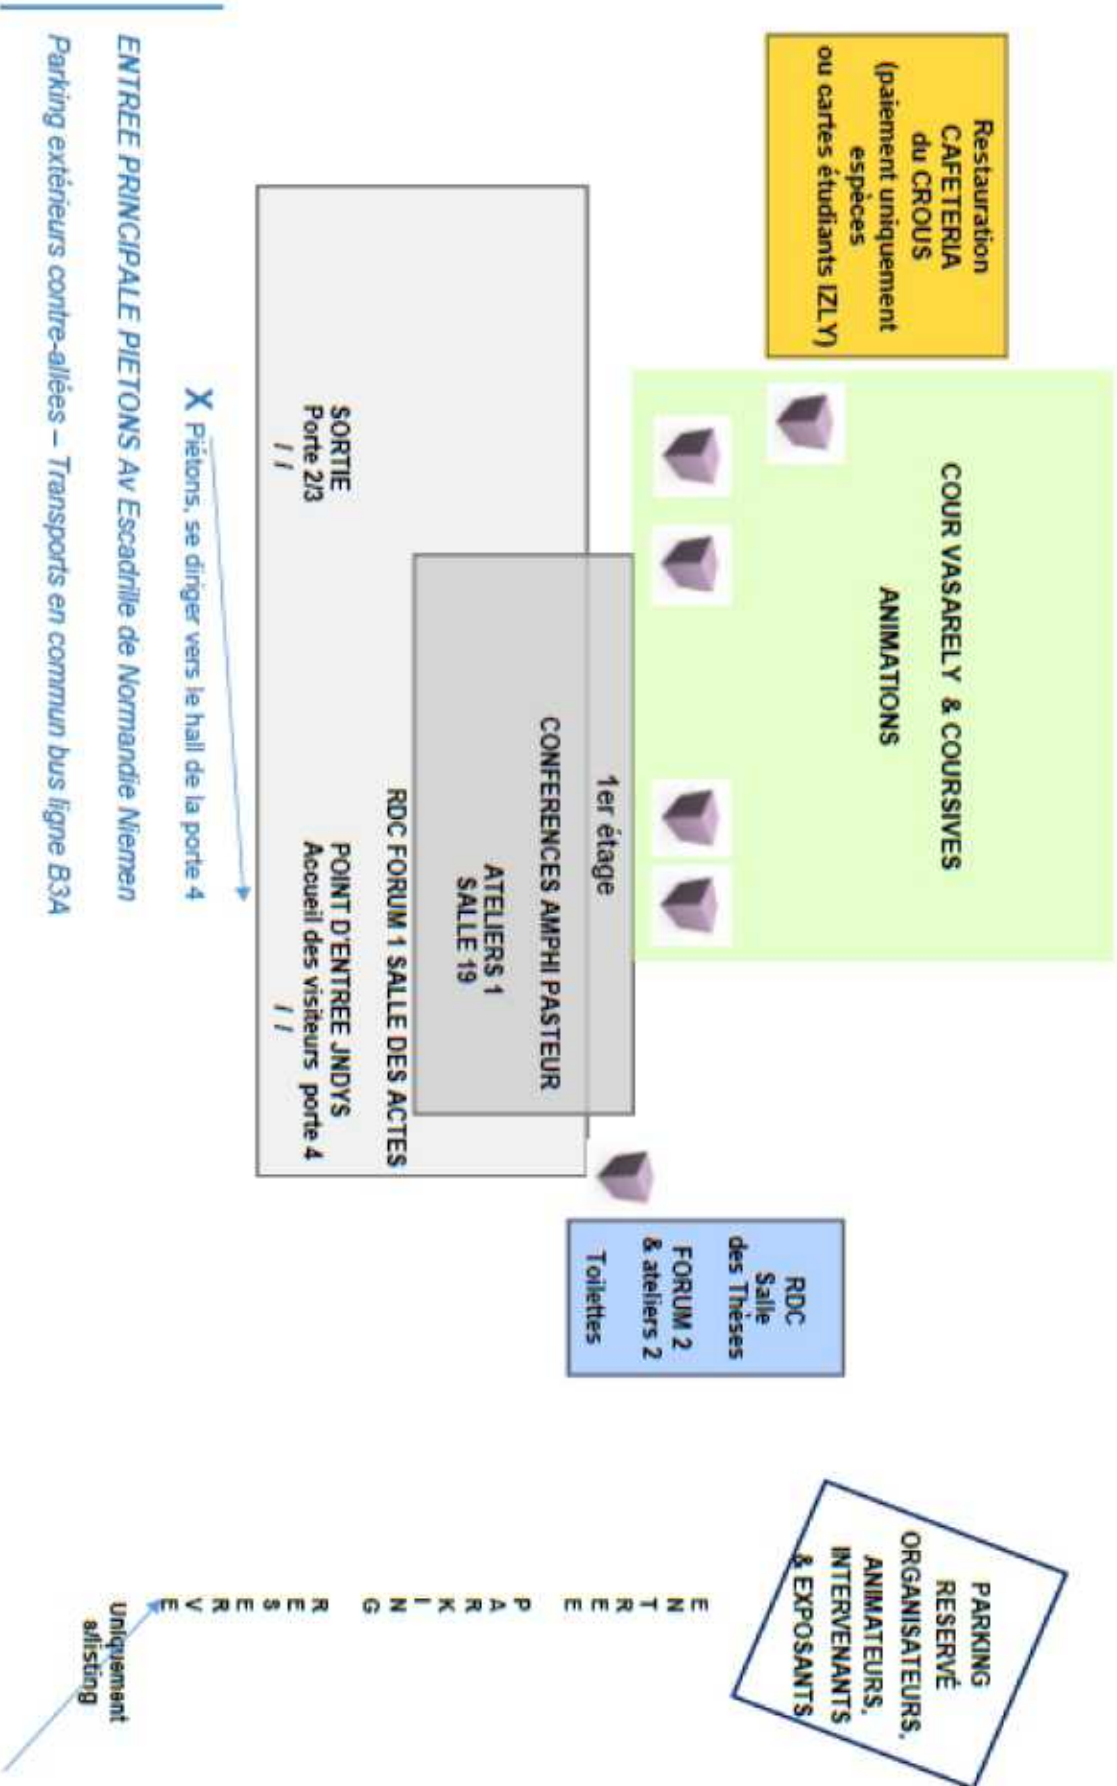 Restauration
CAFETERIA
du CROUS
(paiement uniquement
espèces
ou cartes étudiants IZLY)
COUR VASARELY & COURSIVES
ANIMATIONS
1er étage
CONFERENCES AMPHI PASTEUR
ATELIERS 1
SALLE 19
RDC FORUM 1 SALLE DES ACTES
SORTIE
Porte 2/3
/ /
POINT D'ENTREE JNDYS
Accueil des visiteurs porte 4
/ /
RDC
Salle
des Thèses
FORUM 2
& ateliers 2
Toilettes
PARKING
RESERVÉ
ORGANISATEURS,
ANIMATEURS,
INTERVENANTS
& EXPOSANTS
E
N
T
R
E
E
P
A
R
K
I
N
G
R
E
S
E
R
V
E
Uniquement
s/listing
X Piétons, se diriger vers le hall de la porte 4
ENTREE PRINCIPALE PIETONS Av Escadrille de Normandie Niemen
Parking extérieurs contre-allées – Transports en commun bus ligne B3A